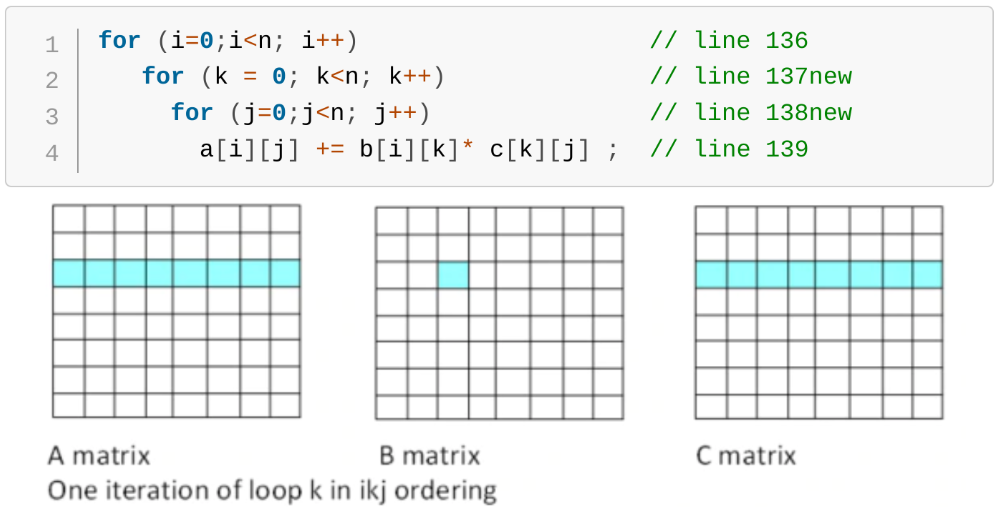 1 for (i=0;i<n; i++) // line 136
2 for (k = 0; k<n; k++) // line 137new
3 for (j=0;j<n; j++) // line 138new
4 a[i][j] += b[i][k]* c[k][j] ; // line 139
A matrix B matrix C matrix
One iteration of loop k in ikj ordering